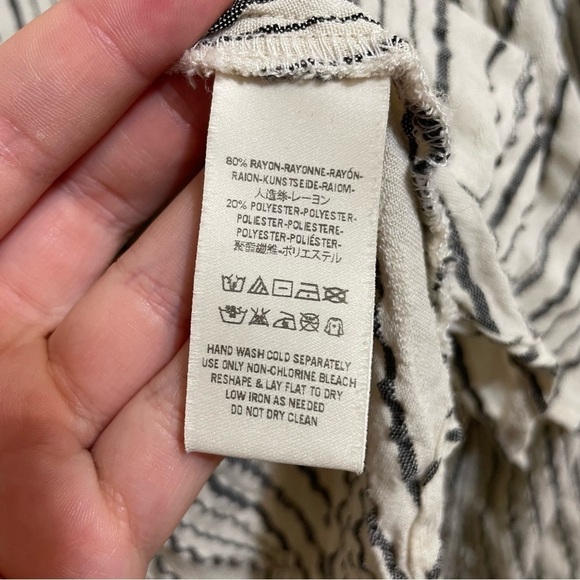 80% RAYON-RAYONNE-RAYÓN-
RAION-KUNSTSEIDE-RAIOM-
人造絲-レーヨン
20% POLYESTER-POLYESTER-
POLIESTER-POLIESTERE-
POLYESTER-POLIÉSTER-
聚酯纖維-ポリエステル
HAND WASH COLD SEPARATELY
USE ONLY NON-CHLORINE BLEACH
RESHAPE & LAY FLAT TO DRY
LOW IRON AS NEEDED
DO NOT DRY CLEAN